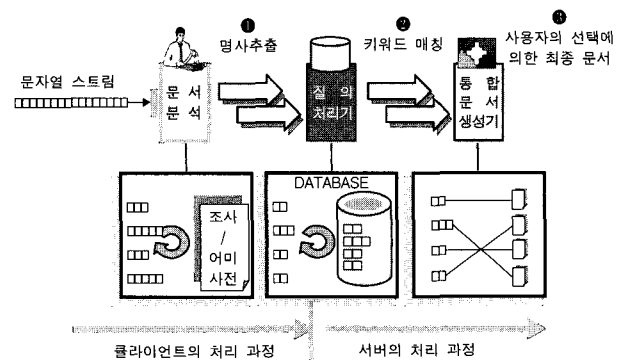 ❶
명사추출
❷
키워드 매칭
❸
사용자의 선택에
의한 최종 문서
문자열 스트림
문 서
분 석
질 의
처리기
통 합
문 서
생성기
조사
/
어미
사전
DATABASE
클라이언트의 처리 과정
서버의 처리 과정